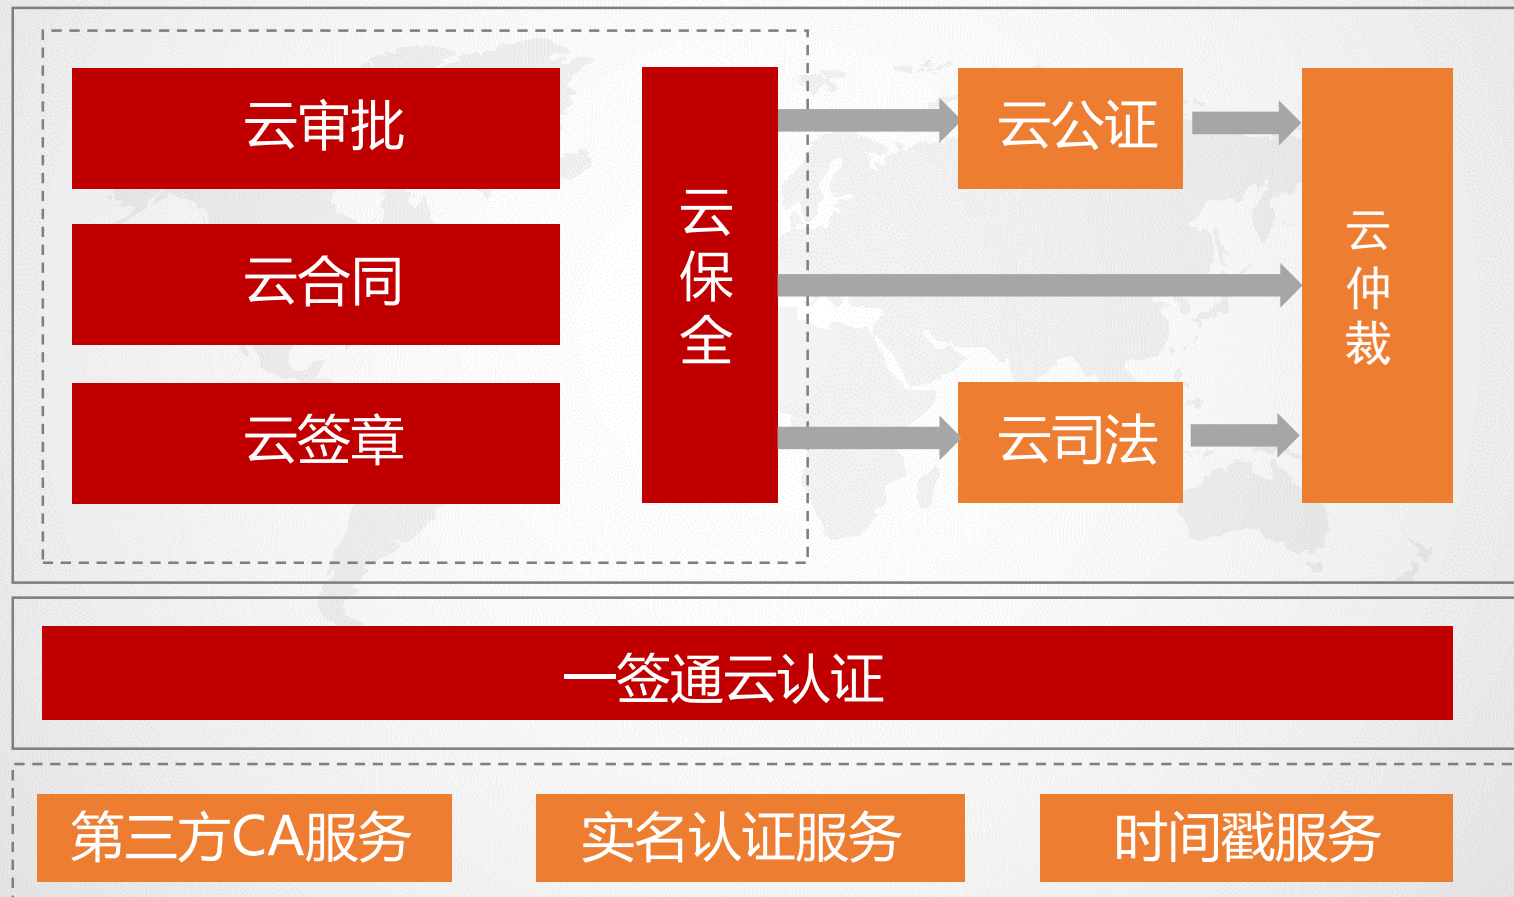 云审批
云合同
云签章
云
保
全
云公证
云司法
云
仲
裁
一签通云认证
第三方CA服务
实名认证服务
时间戳服务